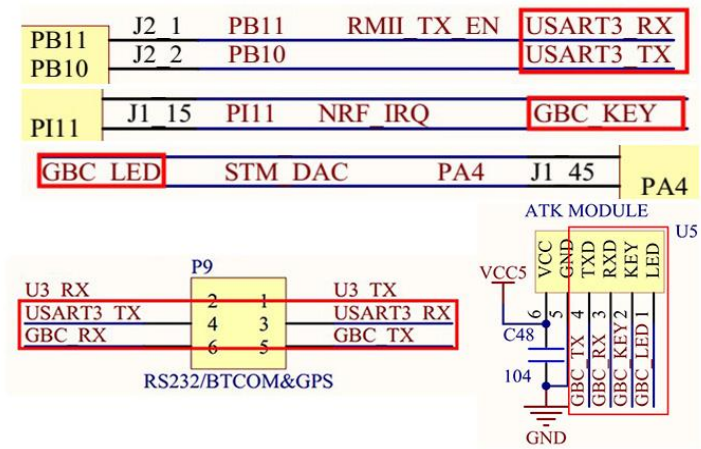 PB11 J2_1 PB11 RMII_TX_EN USART3_RX
PB10 J2_2 PB10 USART3_TX
PI11 J1_15 PI11 NRF_IRQ GBC_KEY
GBC_LED STM_DAC PA4 J1_45 PA4
ATK MODULE
U5
VCC GND TXD RXD KEY LED
VCC5
6 5 4 3 2 1
GBC_TX GBC_RX GBC_KEY GBC_LED
C48
104
GND
P9
U3_RX 2 1 U3_TX
USART3_TX 4 3 USART3_RX
GBC_RX 6 5 GBC_TX
RS232/BTCOM&GPS